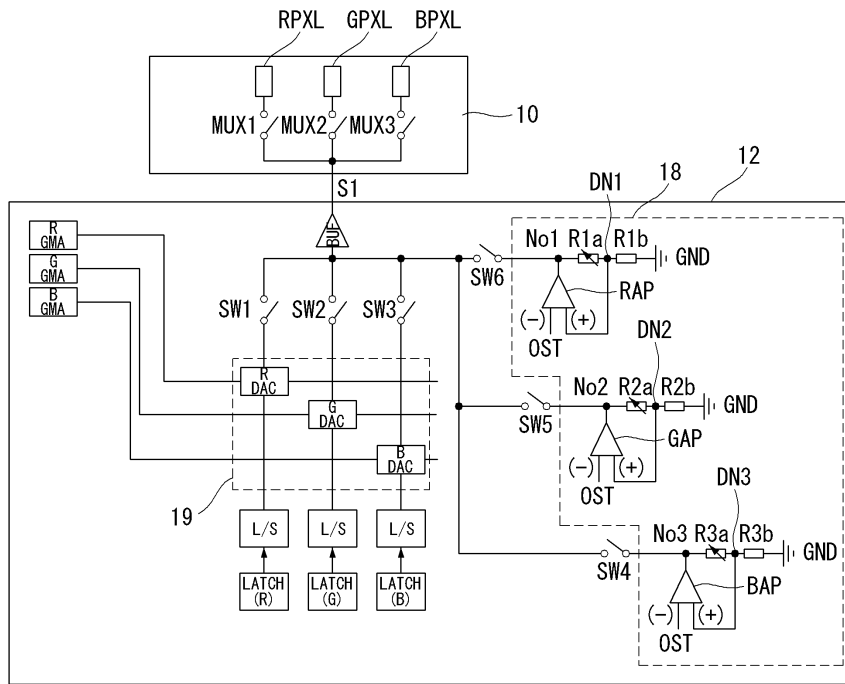 RPXL GPXL BPXL
MUX1 MUX2 MUX3
10
S1
18
12
DN1
R
GMA
G
GMA
B
GMA
BUF
No1 R1a R1b
GND
SW6
RAP
(-) (+)
OST
SW1 SW2 SW3
DN2
R
DAC
No2 R2a R2b
GND
G
DAC
SW5
GAP
(-) (+)
OST
B
DAC
DN3
19
L/S L/S L/S
No3 R3a R3b
GND
SW4
BAP
LATCH
(R)
LATCH
(G)
LATCH
(B)
(-) (+)
OST